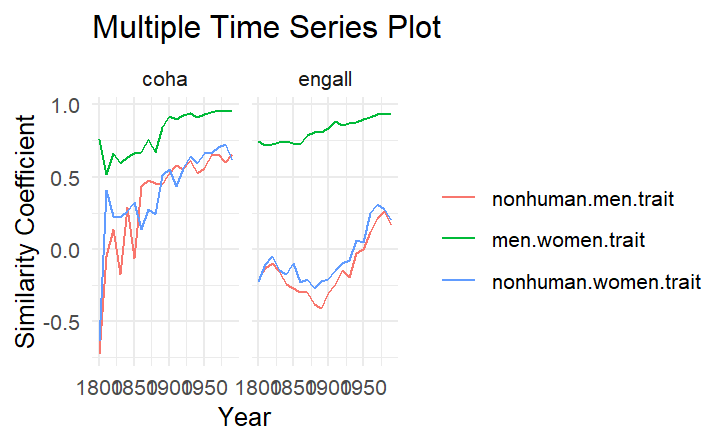 Multiple Time Series Plot
coha engall
1.0
0.5
0.0
-0.5
1800 1850 1900 1950 1800 1850 1900 1950
Year
Similarity Coefficient
nonhuman.men.trait
men.women.trait
nonhuman.women.trait